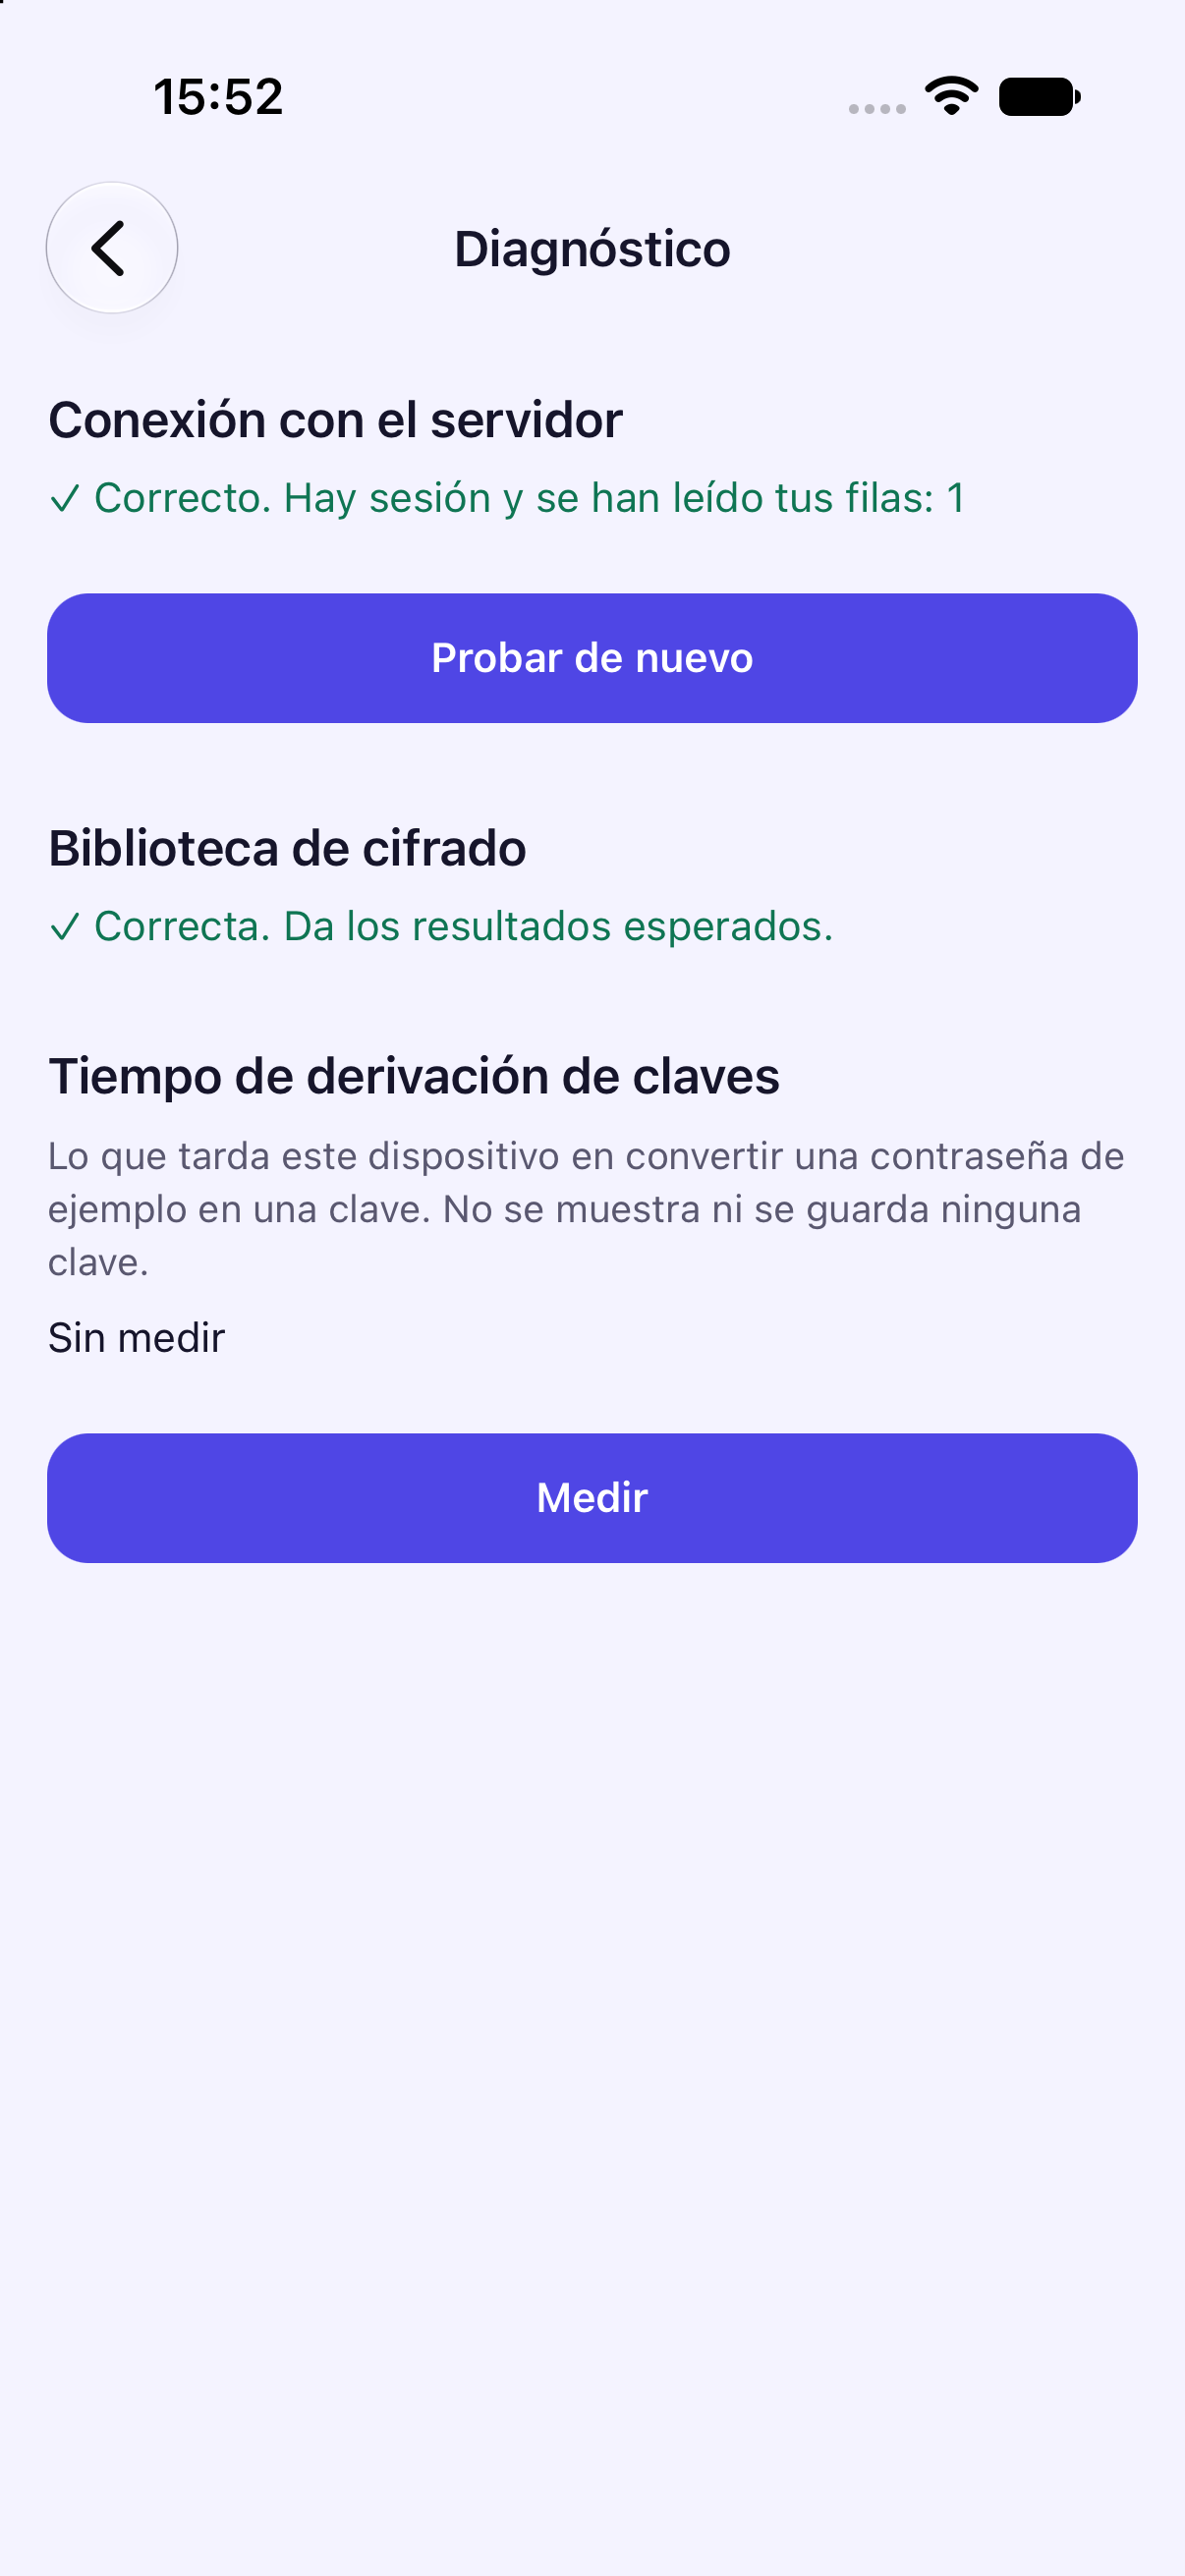 15:52
Diagnóstico
Conexión con el servidor
✓ Correcto. Hay sesión y se han leído tus filas: 1
Probar de nuevo
Biblioteca de cifrado
✓ Correcta. Da los resultados esperados.
Tiempo de derivación de claves
Lo que tarda este dispositivo en convertir una contraseña de
ejemplo en una clave. No se muestra ni se guarda ninguna
clave.
Sin medir
Medir